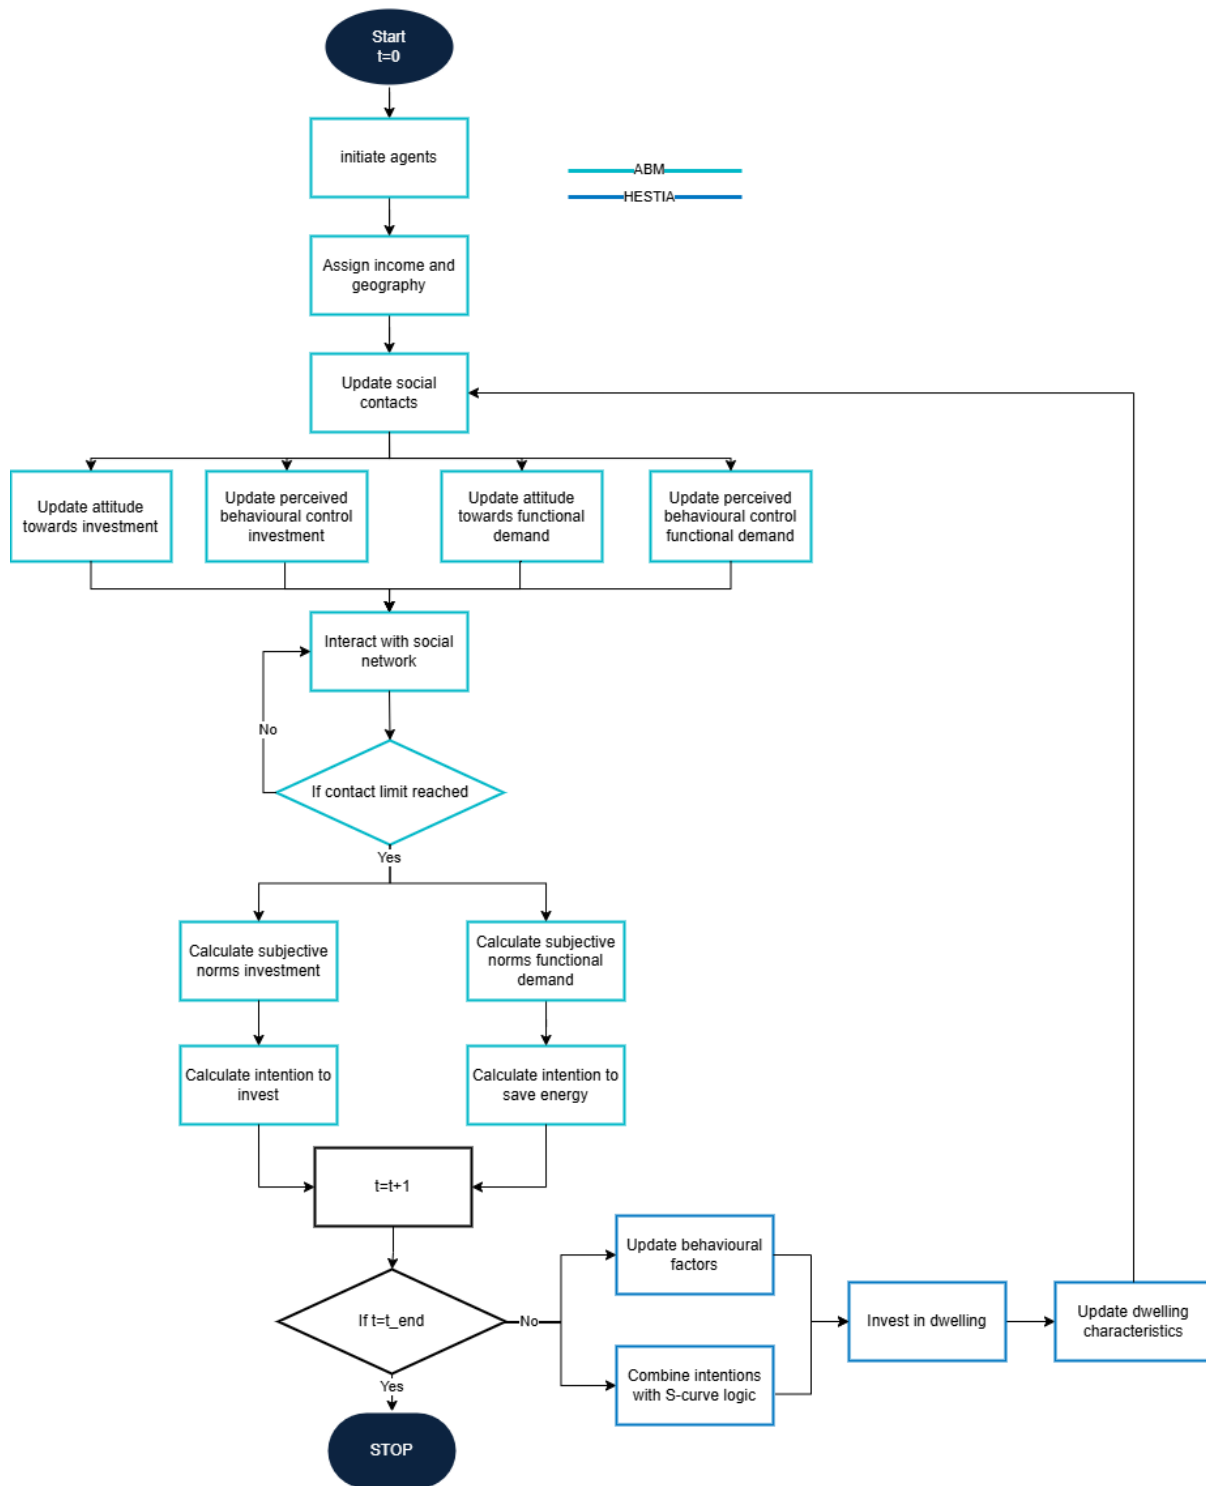 Start
t=0
initiate agents
ABM
HESTIA
Assign income and
geography
Update social
contacts
Update attitude
towards investment
Update perceived
behavioural control
investment
Update attitude
towards functional
demand
Update perceived
behavioural control
functional demand
Interact with social
network
No
If contact limit reached
Yes
Calculate subjective
norms investment
Calculate subjective
norms functional
demand
Calculate intention to
invest
Calculate intention to
save energy
t=t+1
Update behavioural
factors
If t=t_end
No
Invest in dwelling
Update dwelling
characteristics
Combine intentions
with S-curve logic
Yes
STOP